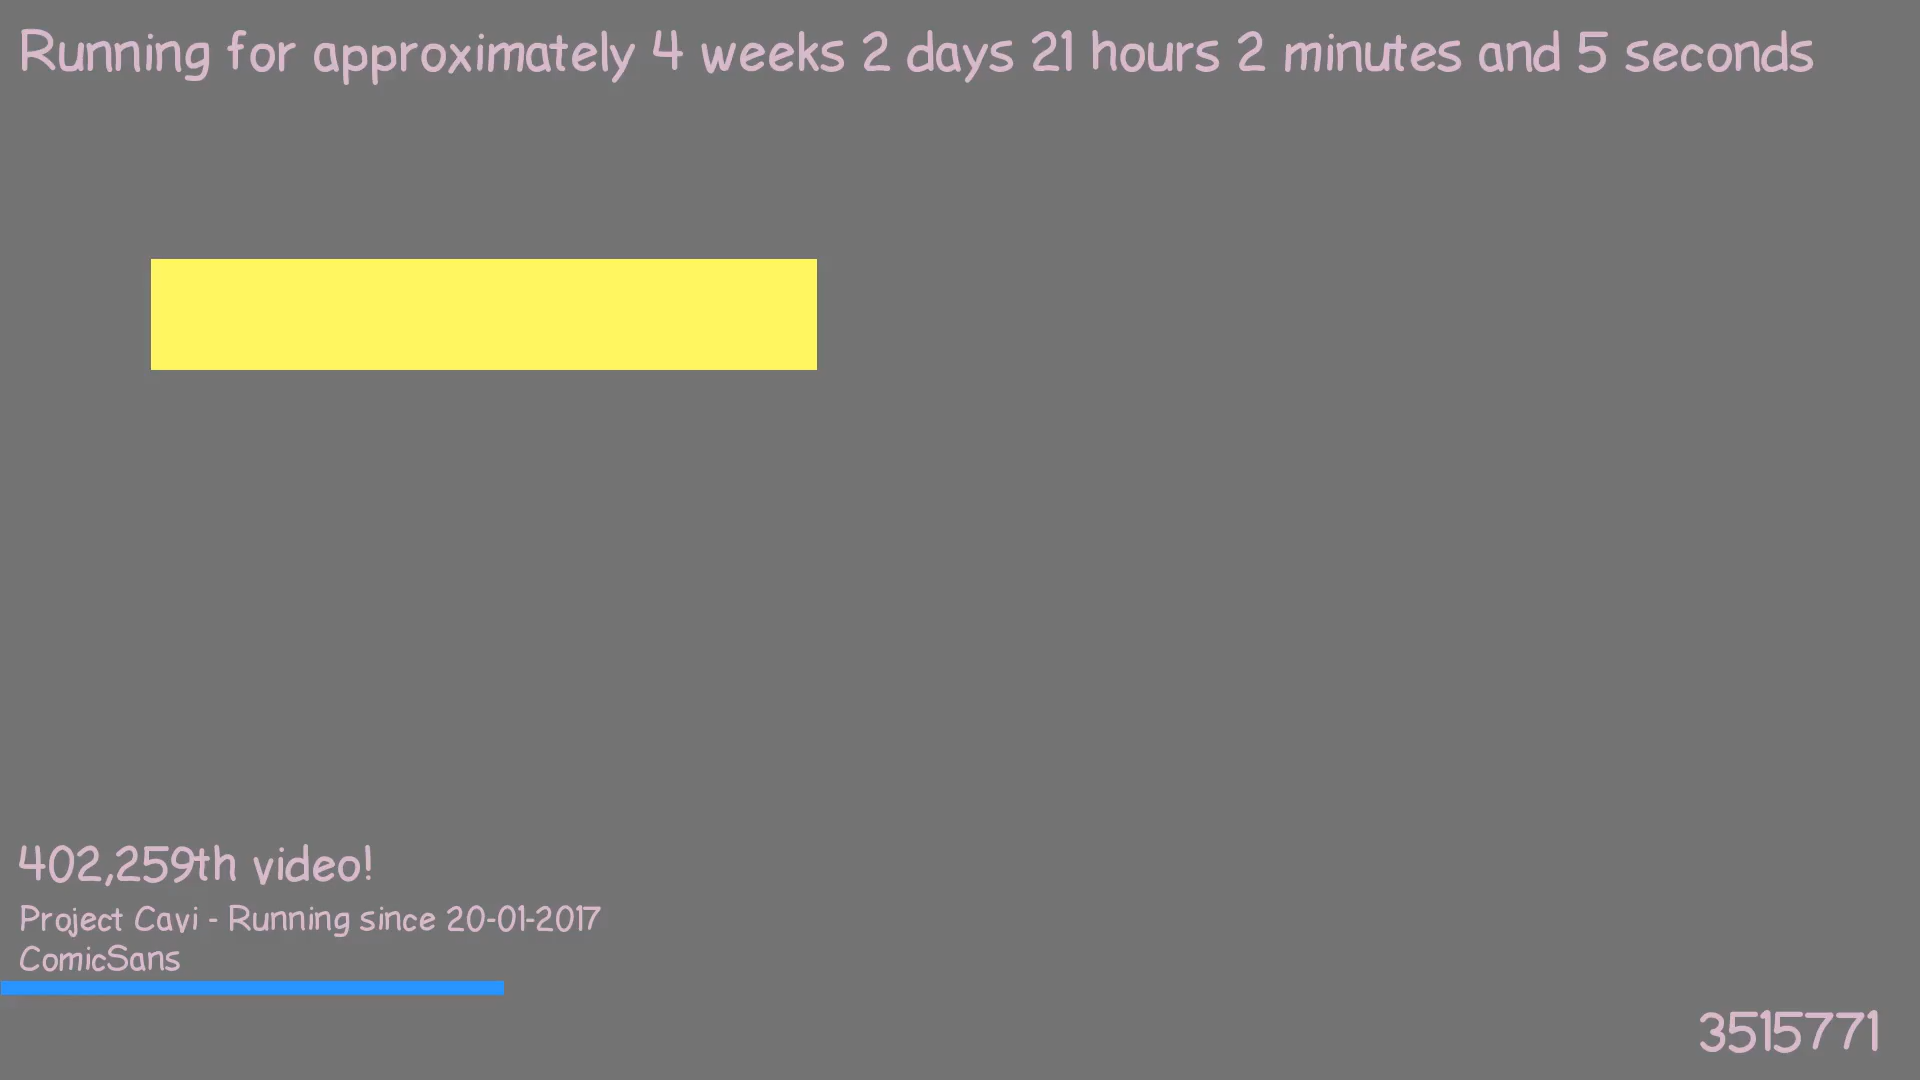 Running for approximately 4 weeks 2 days 21 hours 2 minutes and 5 seconds
402,259th video!
Project Cavi - Running since 20-01-2017
ComicSans
3515771